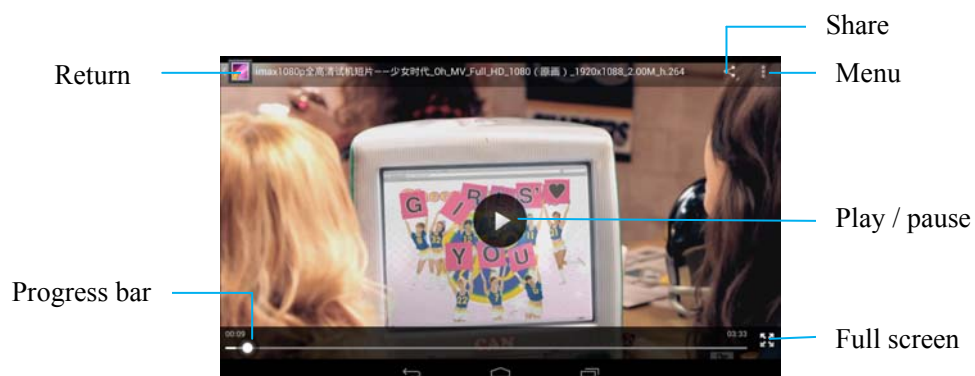 Share
Return
imax1080p全高清试机短片——少女时代_Oh_MV_Full_HD_1080（原画）_1920x1088_2.00M_h.264
Menu
GIRLS'
Play / pause
YOU
Progress bar
00:09
03:33
Full screen